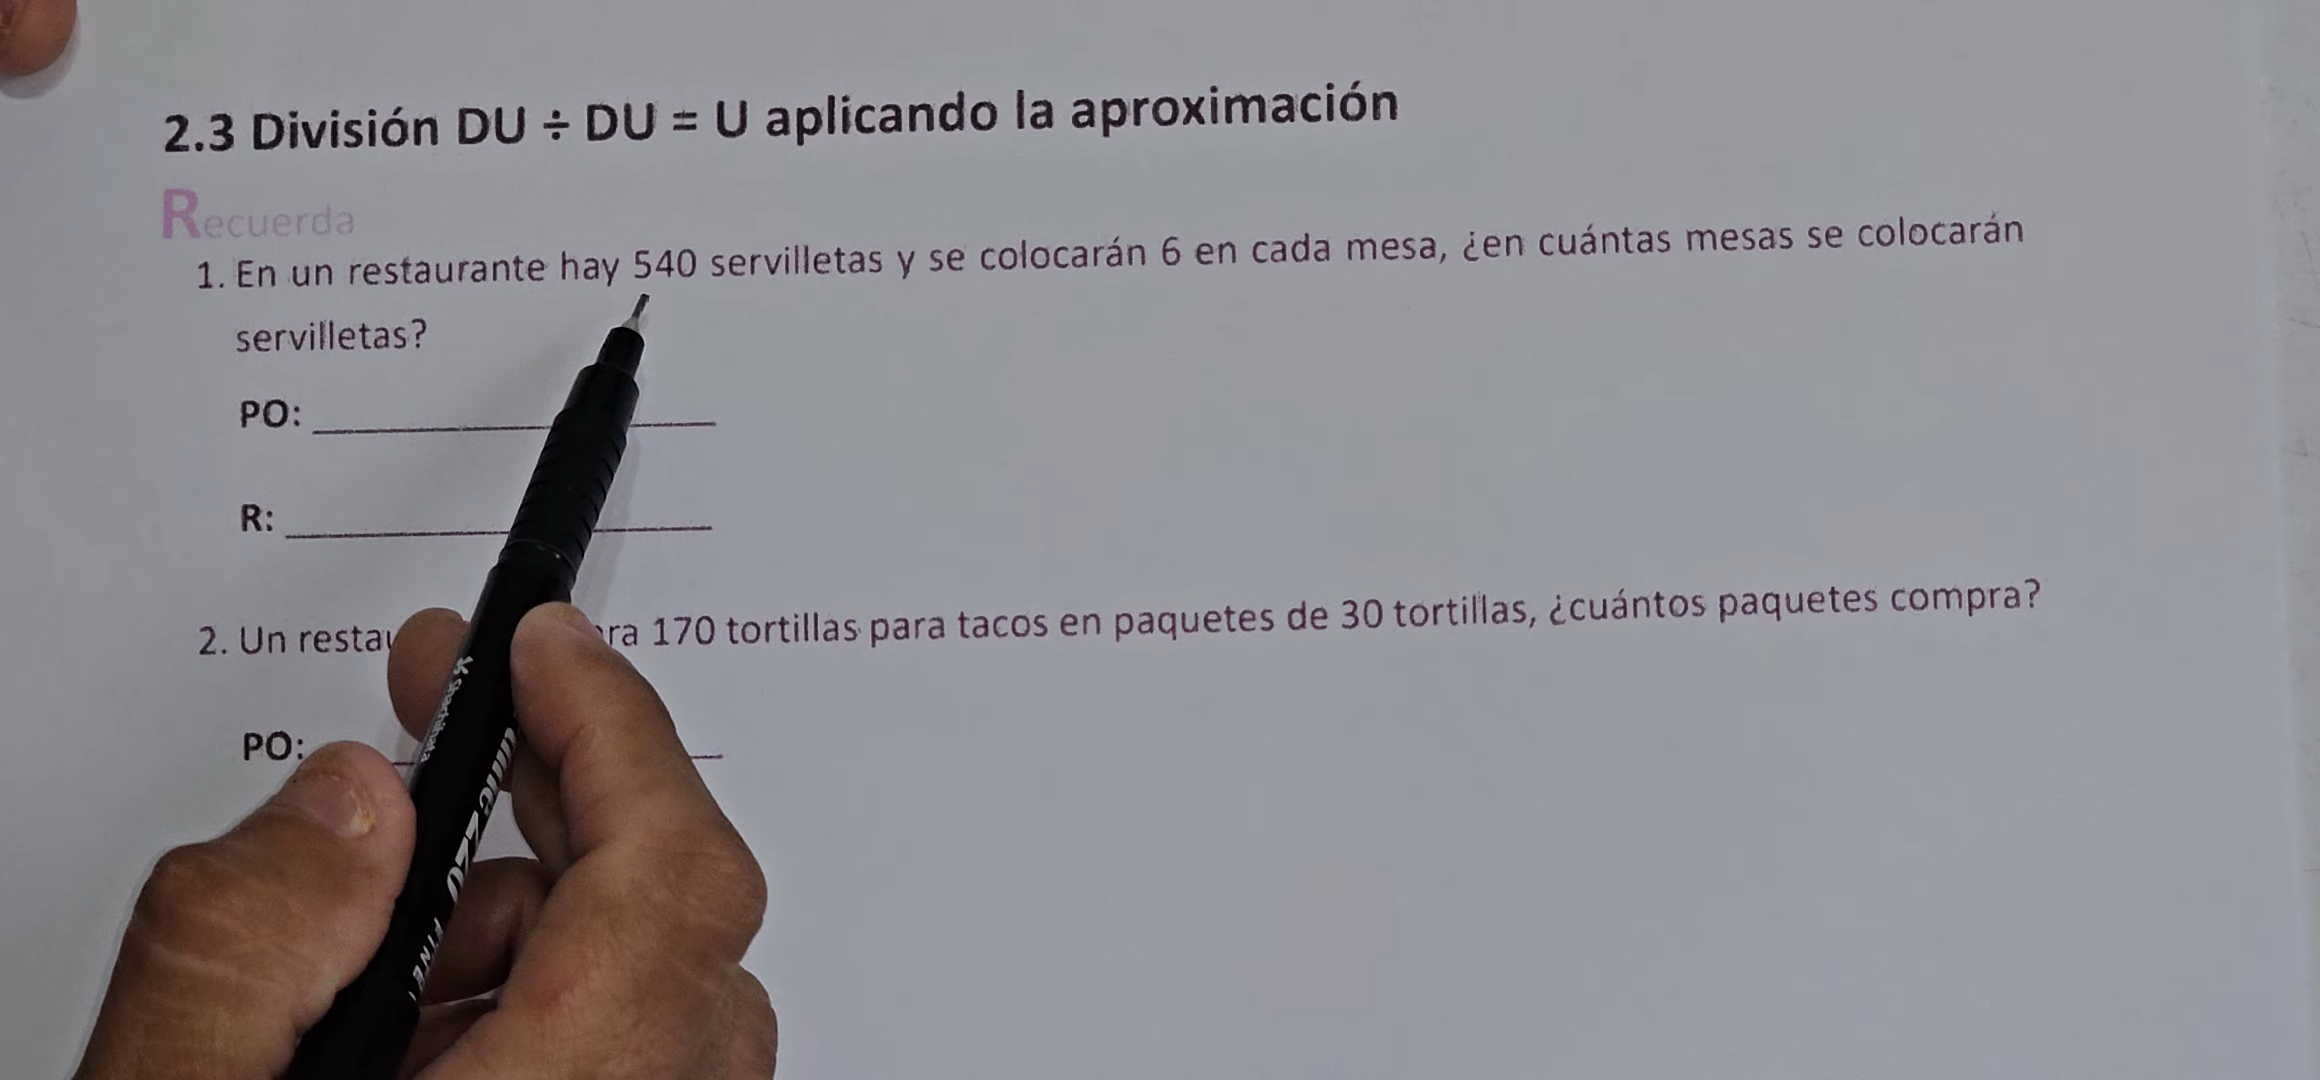 2.3 División DU ÷ DU = U aplicando la aproximación
Recuerda
1. En un restaurante hay 540 servilletas y se colocarán 6 en cada mesa, ¿en cuántas mesas se colocarán
servilletas?
PO:
R:
2. Un 170 tortillas para tacos en paquetes de 30 tortillas, ¿cuántos paquetes compra?
PO: